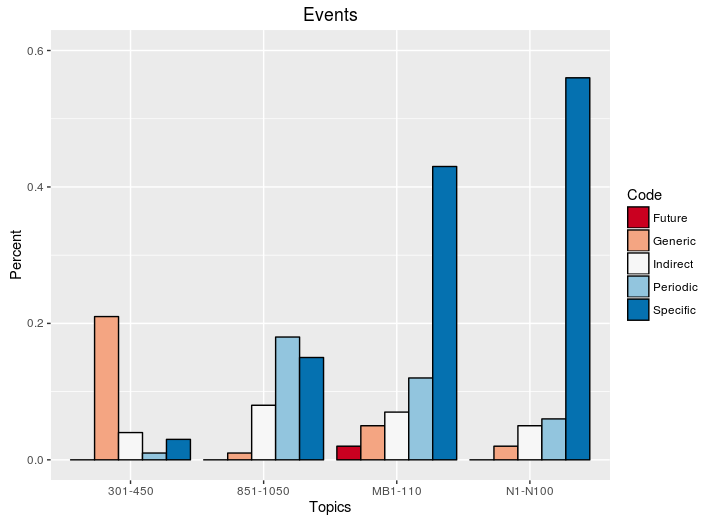 Events
0.6
0.4
0.2
0.0
Percent
301-450
851-1050
MB1-110
N1-N100
Topics
Code
Future
Generic
Indirect
Periodic
Specific